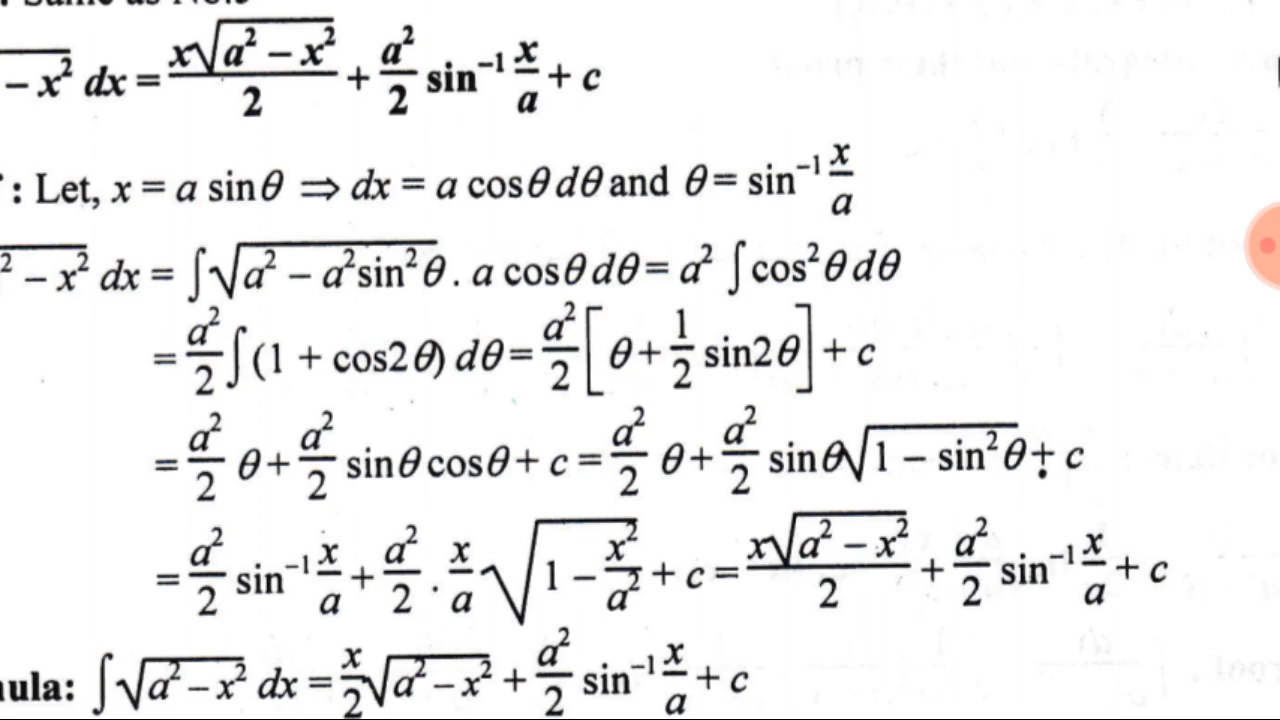 : Same as No.
− x² dx = x√(a² − x²)/2 + a²/2 sin⁻¹ x/a + c
: Let, x = a sinθ ⇒ dx = a cosθ dθ and θ = sin⁻¹ x/a
² − x² dx = ∫√(a² − a²sin²θ) . a cosθ dθ = a² ∫cos²θ dθ
= a²/2 ∫(1 + cos2θ) dθ = a²/2 [θ + 1/2 sin2θ] + c
= a²/2 θ + a²/2 sinθ cosθ + c = a²/2 θ + a²/2 sinθ√(1 − sin²θ) + c
= a²/2 sin⁻¹ x/a + a²/2 · x/a √(1 − x²/a²) + c = x√(a² − x²)/2 + a²/2 sin⁻¹ x/a + c
ula: ∫√(a² − x²) dx = x/2 √(a² − x²) + a²/2 sin⁻¹ x/a + c